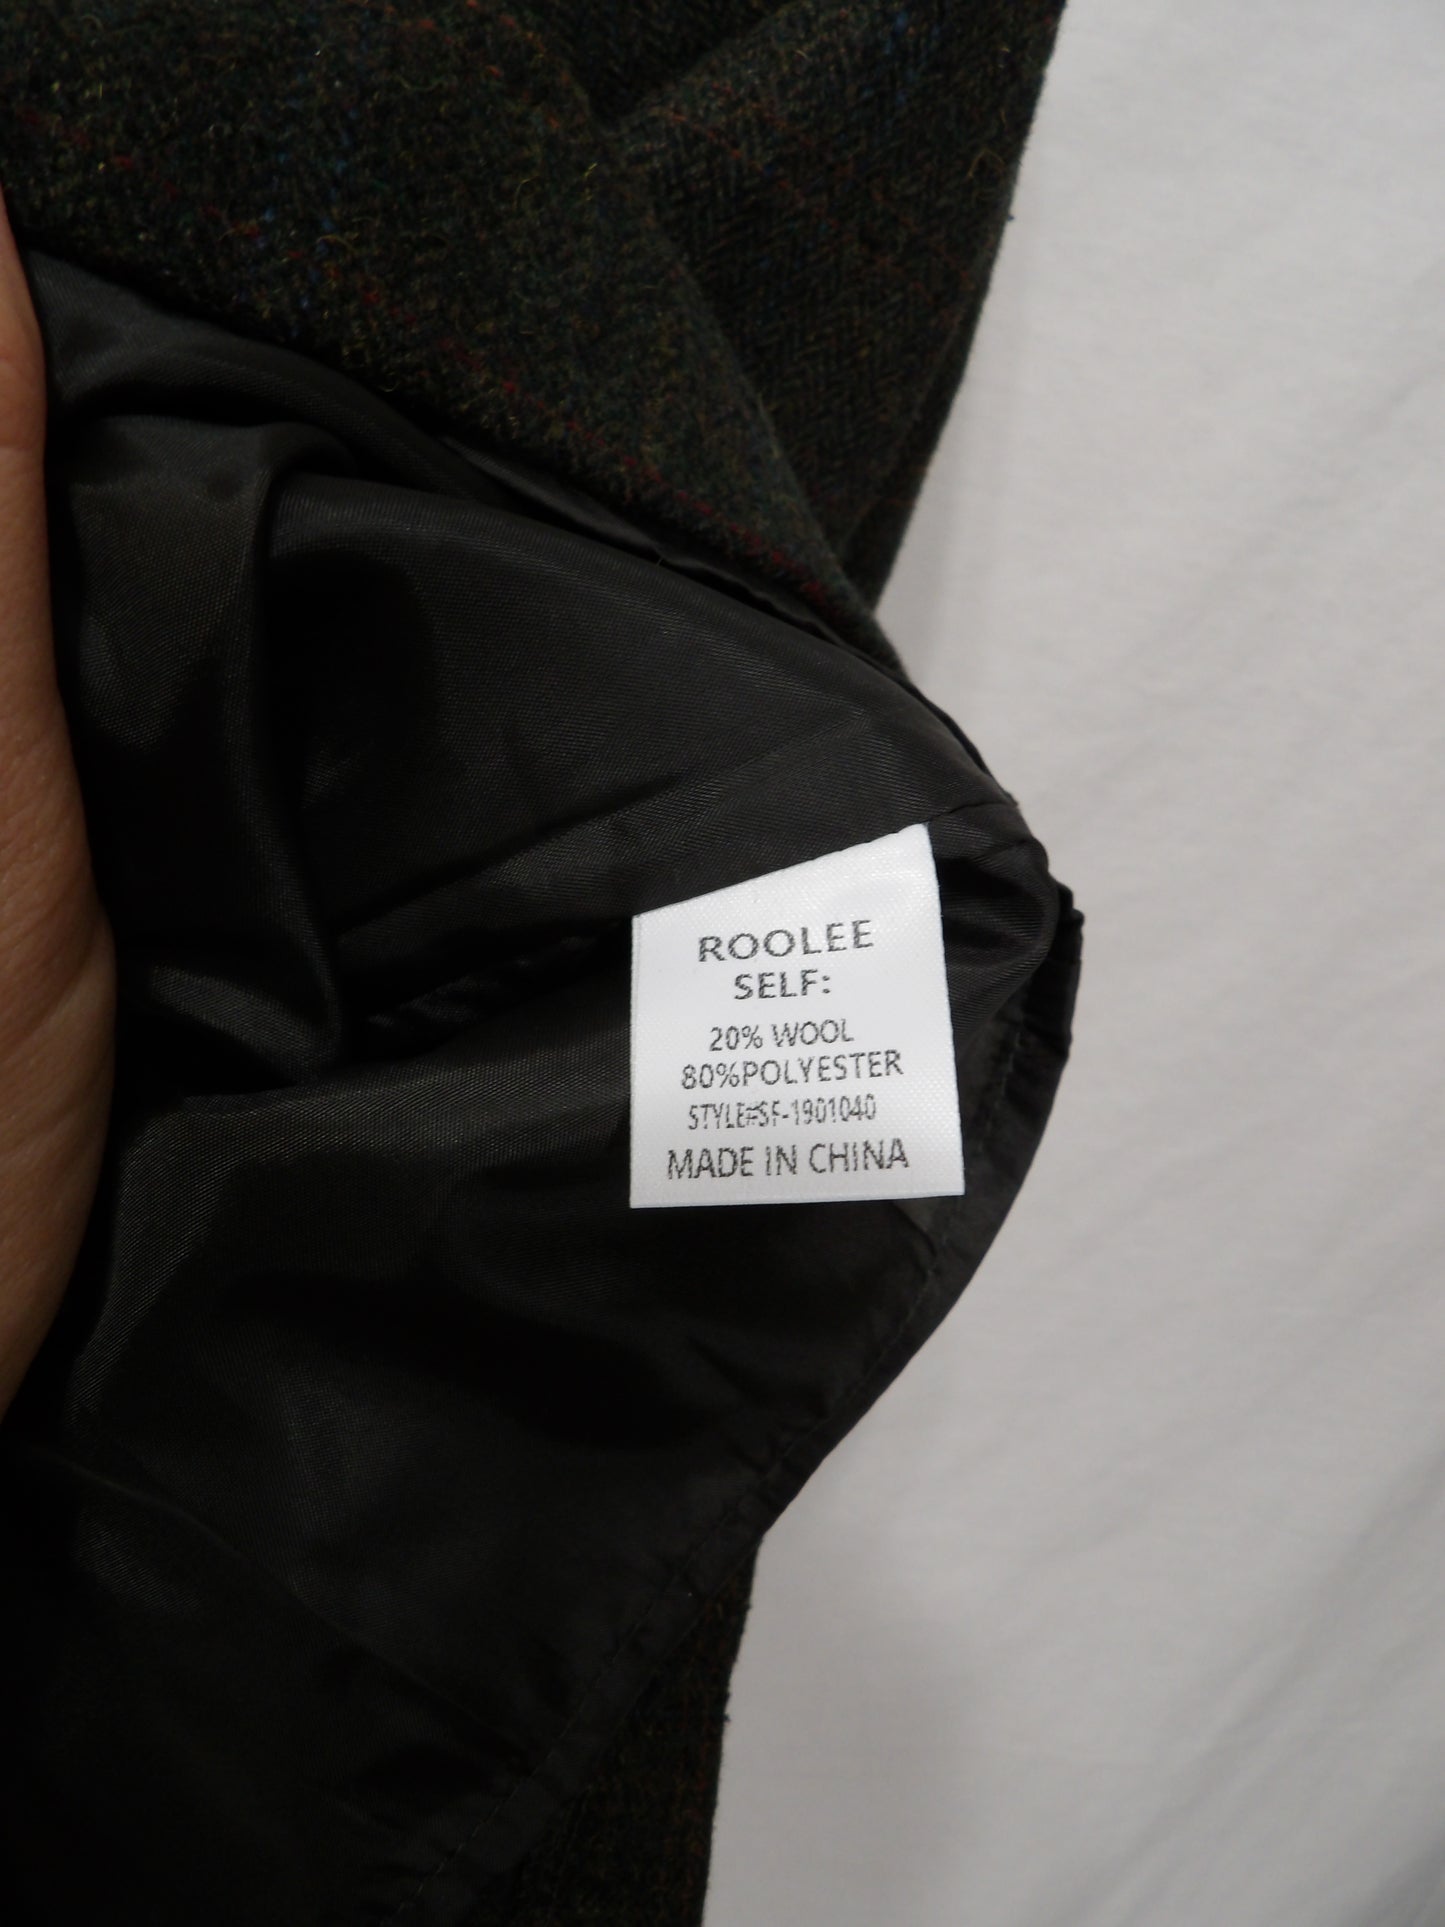 ROOLEE
SELF:
20% WOOL
80%POLYESTER
STYLE#SF-1901040
MADE IN CHINA